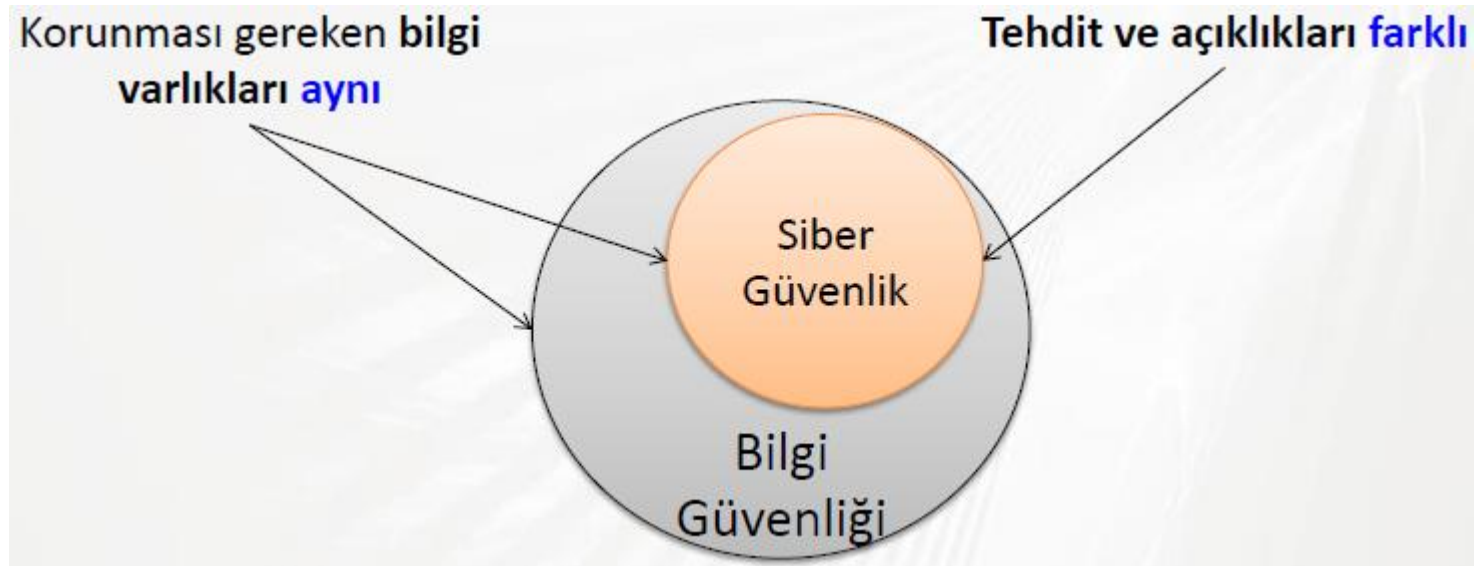 Korunması gereken bilgi
varlıkları aynı
Tehdit ve açıklıkları farklı
Siber
Güvenlik
Bilgi
Güvenliği